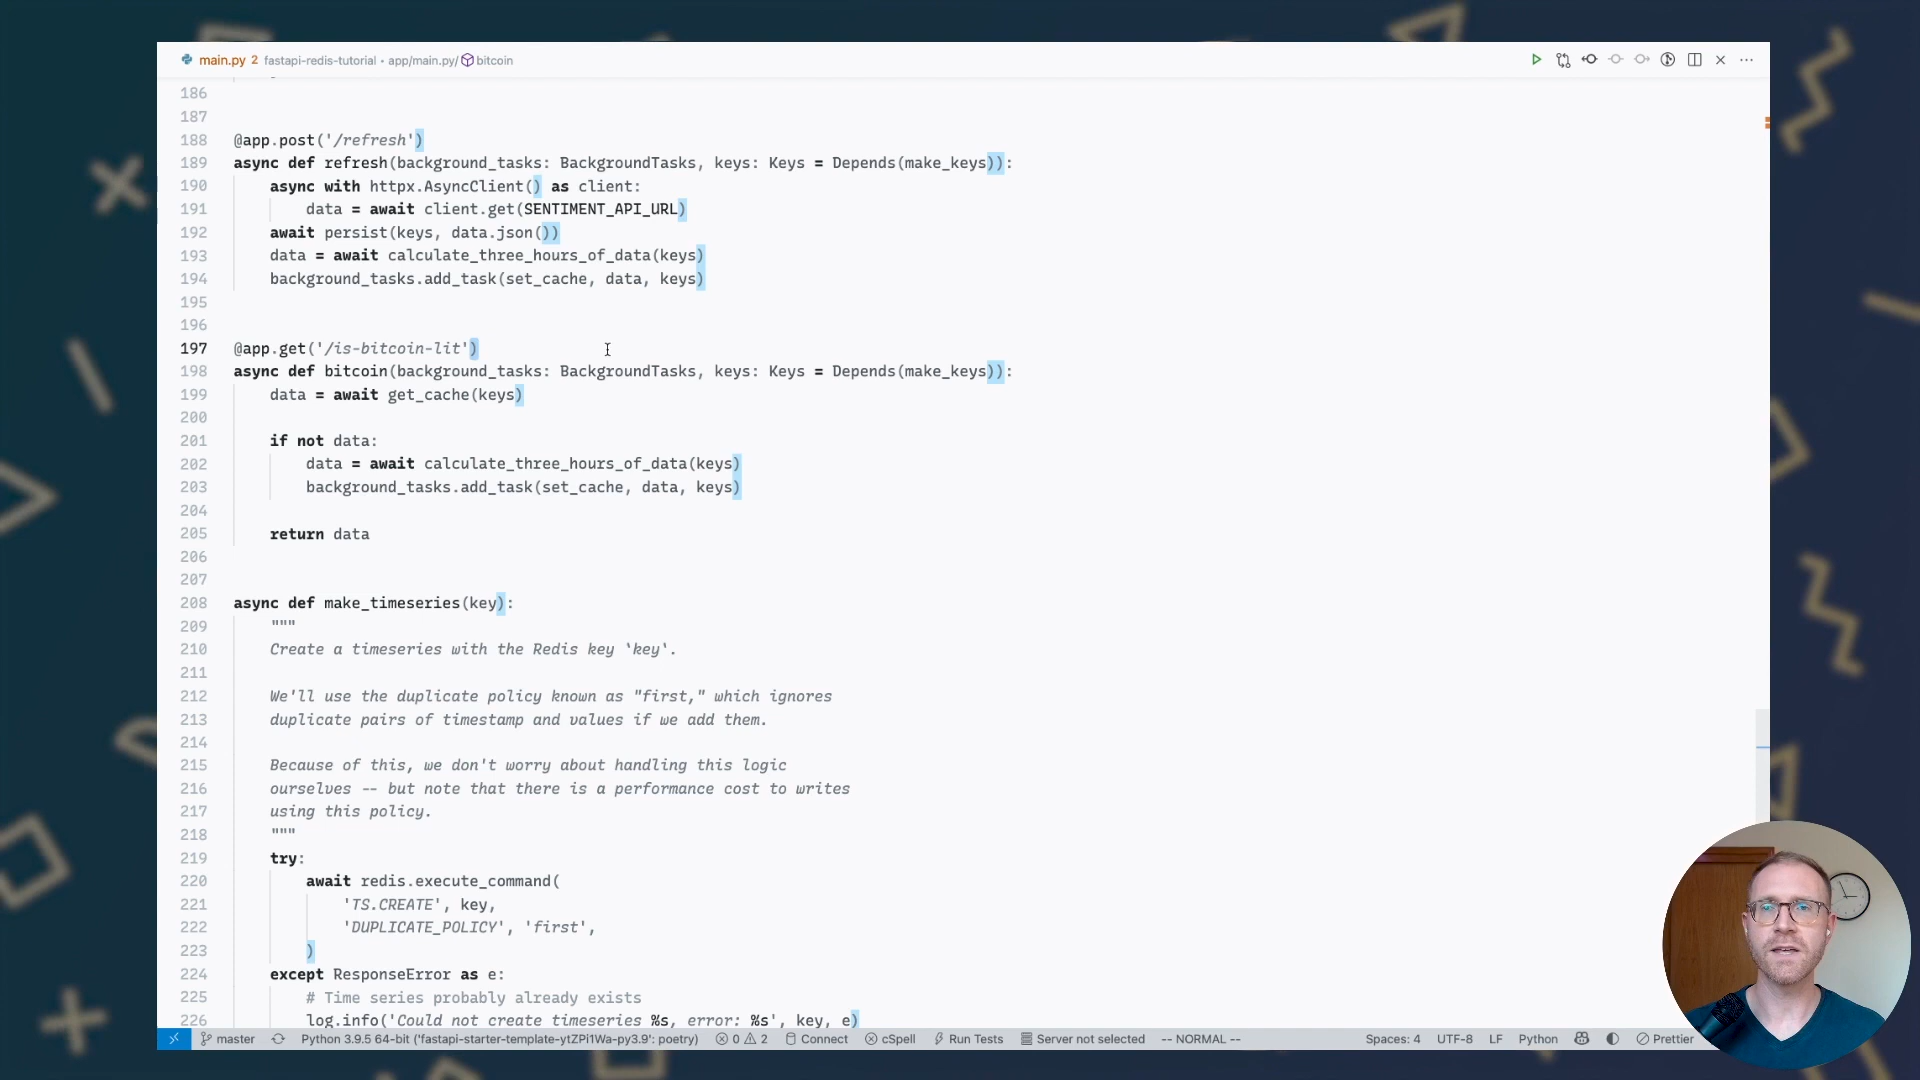 main.py 2 fastapi-redis-tutorial • app/main.py/ bitcoin
186
187
188 @app.post('/refresh')
189 async def refresh(background_tasks: BackgroundTasks, keys: Keys = Depends(make_keys)):
190 async with httpx.AsyncClient() as client:
191 data = await client.get(SENTIMENT_API_URL)
192 await persist(keys, data.json())
193 data = await calculate_three_hours_of_data(keys)
194 background_tasks.add_task(set_cache, data, keys)
195
196
197 @app.get('/is-bitcoin-lit')
198 async def bitcoin(background_tasks: BackgroundTasks, keys: Keys = Depends(make_keys)):
199 data = await get_cache(keys)
200
201 if not data:
202 data = await calculate_three_hours_of_data(keys)
203 background_tasks.add_task(set_cache, data, keys)
204
205 return data
206
207
208 async def make_timeseries(key):
209 """
210 Create a timeseries with the Redis key `key`.
211
212 We'll use the duplicate policy known as "first," which ignores
213 duplicate pairs of timestamp and values if we add them.
214
215 Because of this, we don't worry about handling this logic
216 ourselves -- but note that there is a performance cost to writes
217 using this policy.
218 """
219 try:
220 await redis.execute_command(
221 'TS.CREATE', key,
222 'DUPLICATE_POLICY', 'first',
223 )
224 except ResponseError as e:
225 # Time series probably already exists
226 log.info('Could not create timeseries %s, error: %s', key, e)
master Python 3.9.5 64-bit ('fastapi-starter-template-ytZPi1Wa-py3.9': poetry) 0 2 Connect cSpell Run Tests Server not selected -- NORMAL -- Spaces: 4 UTF-8 LF Python Prettier